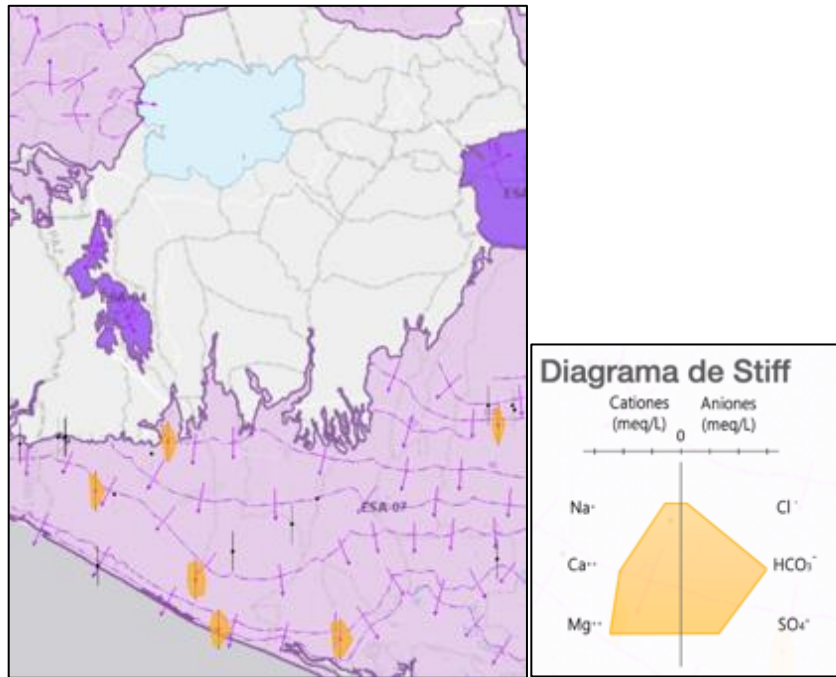 ESA-07
Diagrama de Stiff
Cationes Aniones
(meq/L) 0 (meq/L)
Na⁺ Cl⁻
Ca⁺⁺ HCO₃⁻
Mg⁺⁺ SO₄⁼